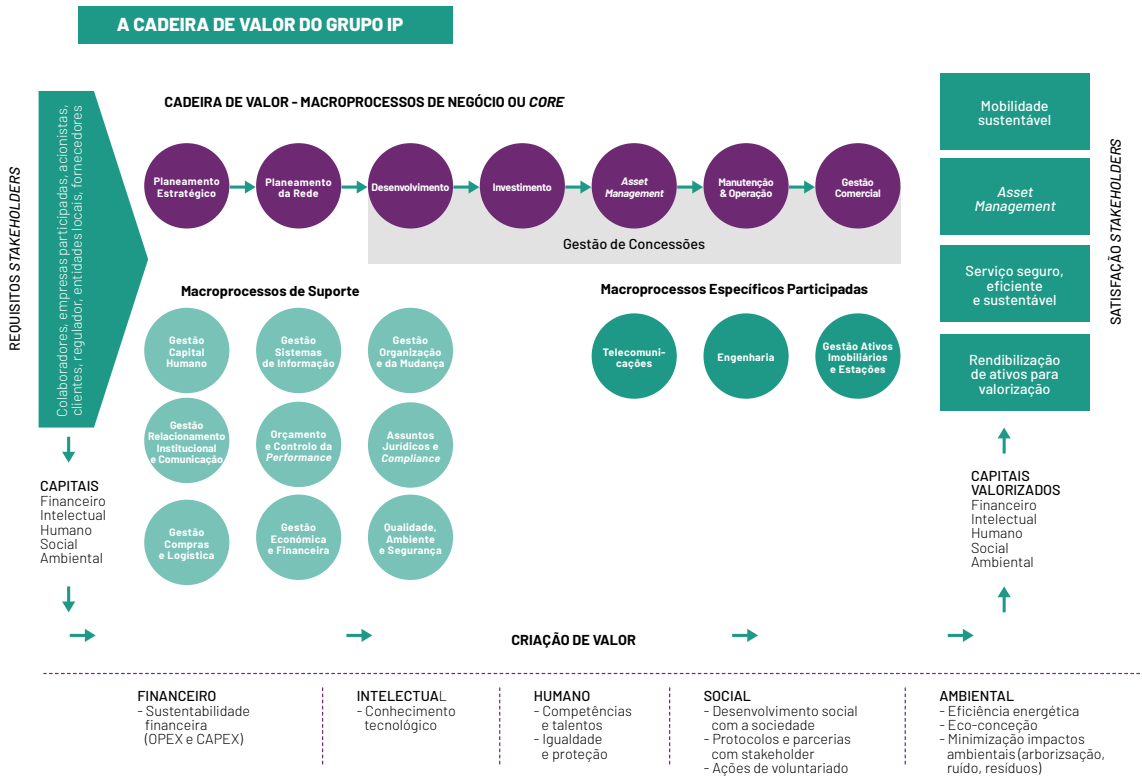 A CADEIRA DE VALOR DO GRUPO IP
REQUISITOS STAKEHOLDERS
Colaboradores, empresas participadas, acionistas,
clientes, regulador, entidades locais, fornecedores
CADEIRA DE VALOR - MACROPROCESSOS DE NEGÓCIO OU CORE
Planeamento
Estratégico
Planeamento
da Rede
Desenvolvimento
Investimento
Asset
Management
Manutenção
& Operação
Gestão
Comercial
Gestão de Concessões
Macroprocessos de Suporte
Gestão
Capital
Humano
Gestão
Sistemas
de Informação
Gestão
Organização
e da Mudança
Gestão
Relacionamento
Institucional
e Comunicação
Orçamento
e Controlo da
Performance
Assuntos
Jurídicos e
Compliance
Gestão
Compras
e Logística
Gestão
Económica
e Financeira
Qualidade,
Ambiente
e Segurança
Macroprocessos Específicos Participadas
Telecomuni-
cações
Engenharia
Gestão Ativos
Imobiliários
e Estações
Mobilidade
sustentável
Asset
Management
Serviço seguro,
eficiente
e sustentável
Rendibilização
de ativos para
valorização
SATISFAÇÃO STAKEHOLDERS
CAPITAIS
Financeiro
Intelectual
Humano
Social
Ambiental
CAPITAIS
VALORIZADOS
Financeiro
Intelectual
Humano
Social
Ambiental
CRIAÇÃO DE VALOR
FINANCEIRO
- Sustentabilidade
financeira
(OPEX e CAPEX)
INTELECTUAL
- Conhecimento
tecnológico
HUMANO
- Competências
e talentos
- Igualdade
e proteção
SOCIAL
- Desenvolvimento social
com a sociedade
- Protocolos e parcerias
com stakeholder
- Ações de voluntariado
AMBIENTAL
- Eficiência energética
- Eco-conceção
- Minimização impactos
ambientais (arborizsação,
ruído, resíduos)